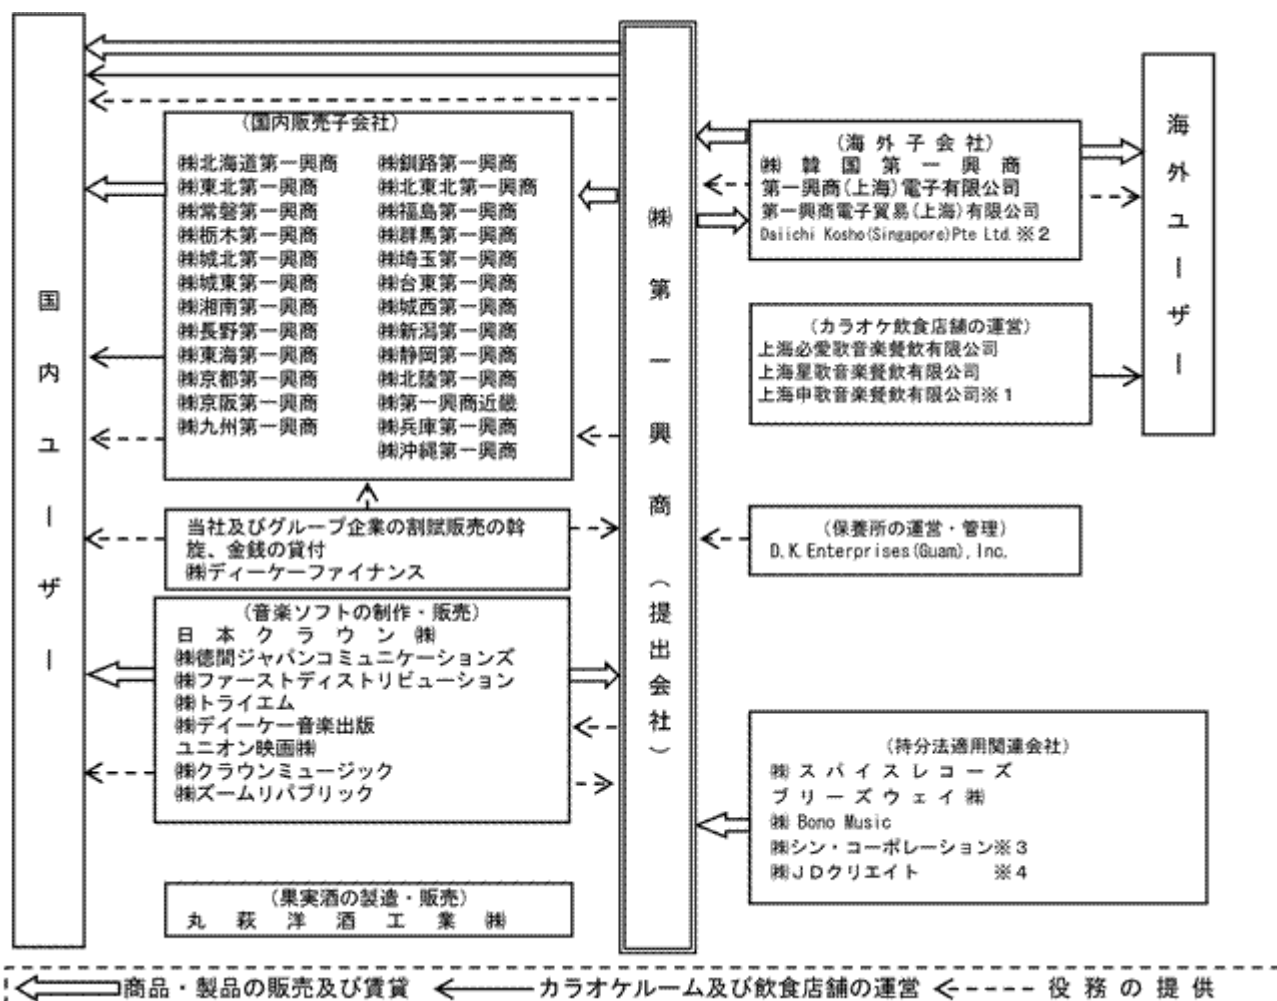 国内ユーザー
(国内販売子会社)
㈱北海道第一興商 ㈱釧路第一興商
㈱東北第一興商 ㈱北東北第一興商
㈱常磐第一興商 ㈱福島第一興商
㈱栃木第一興商 ㈱群馬第一興商
㈱城北第一興商 ㈱埼玉第一興商
㈱城東第一興商 ㈱台東第一興商
㈱湘南第一興商 ㈱城西第一興商
㈱長野第一興商 ㈱新潟第一興商
㈱東海第一興商 ㈱静岡第一興商
㈱京都第一興商 ㈱北陸第一興商
㈱京阪第一興商 ㈱第一興商近畿
㈱九州第一興商 ㈱兵庫第一興商
㈱沖縄第一興商
当社及びグループ企業の割賦販売の斡
旋、金銭の貸付
㈱ディーケーファイナンス
(音楽ソフトの制作・販売)
日本クラウン㈱
㈱徳間ジャパンコミュニケーションズ
㈱ファーストディストリビューション
㈱トライエム
㈱デイーケー音楽出版
ユニオン映画㈱
㈱クラウンミュージック
㈱ズームリパブリック
(果実酒の製造・販売)
丸萩洋酒工業㈱
㈱第一興商(提出会社)
(海外子会社)
㈱韓国第一興商
第一興商(上海)電子有限公司
第一興商電子貿易(上海)有限公司
Daiichi Kosho(Singapore)Pte Ltd.※2
(カラオケ飲食店舗の運営)
上海必愛歌音楽餐飲有限公司
上海星歌音楽餐飲有限公司
上海申歌音楽餐飲有限公司※1
(保養所の運営・管理)
D.K.Enterprises(Guam),Inc.
(持分法適用関連会社)
㈱スパイスレコーズ
ブリーズウェイ㈱
㈱Bono Music
㈱シン・コーポレーション※3
㈱JDクリエイト ※4
海外ユーザー
商品・製品の販売及び賃貸 カラオケルーム及び飲食店舗の運営 役務の提供